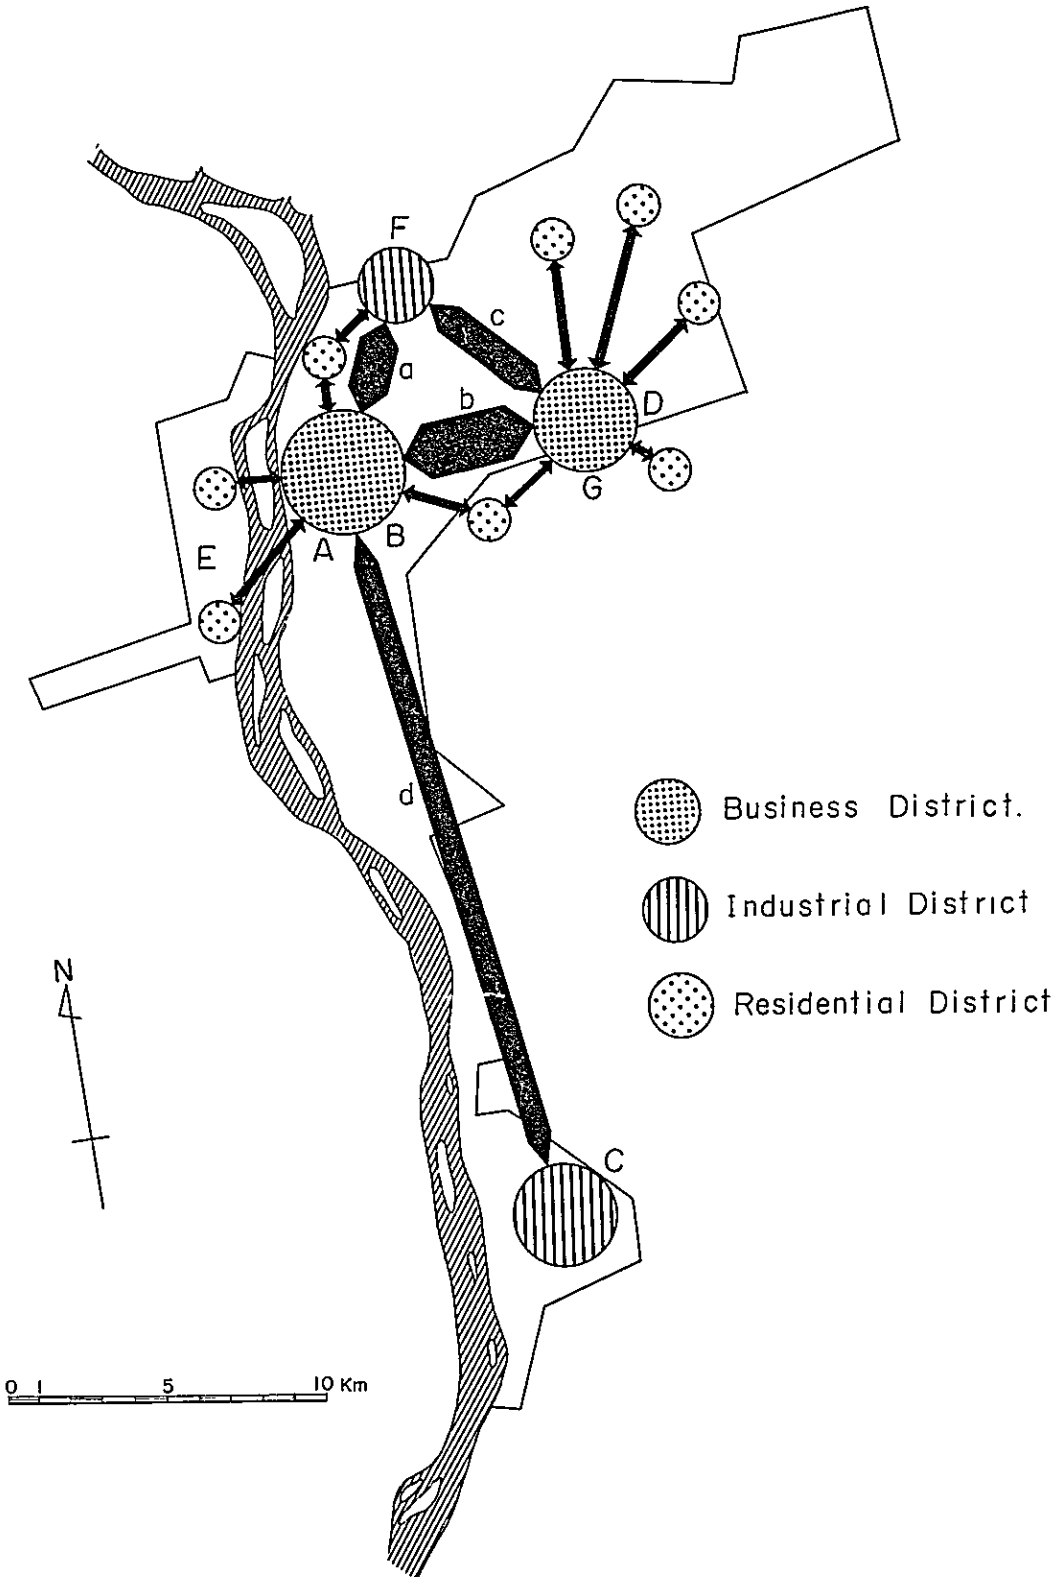 F
c
a
b
D
G
E
A
B
d
Business District.
Industrial District
N
Residential District
C
0 1 5 10 Km